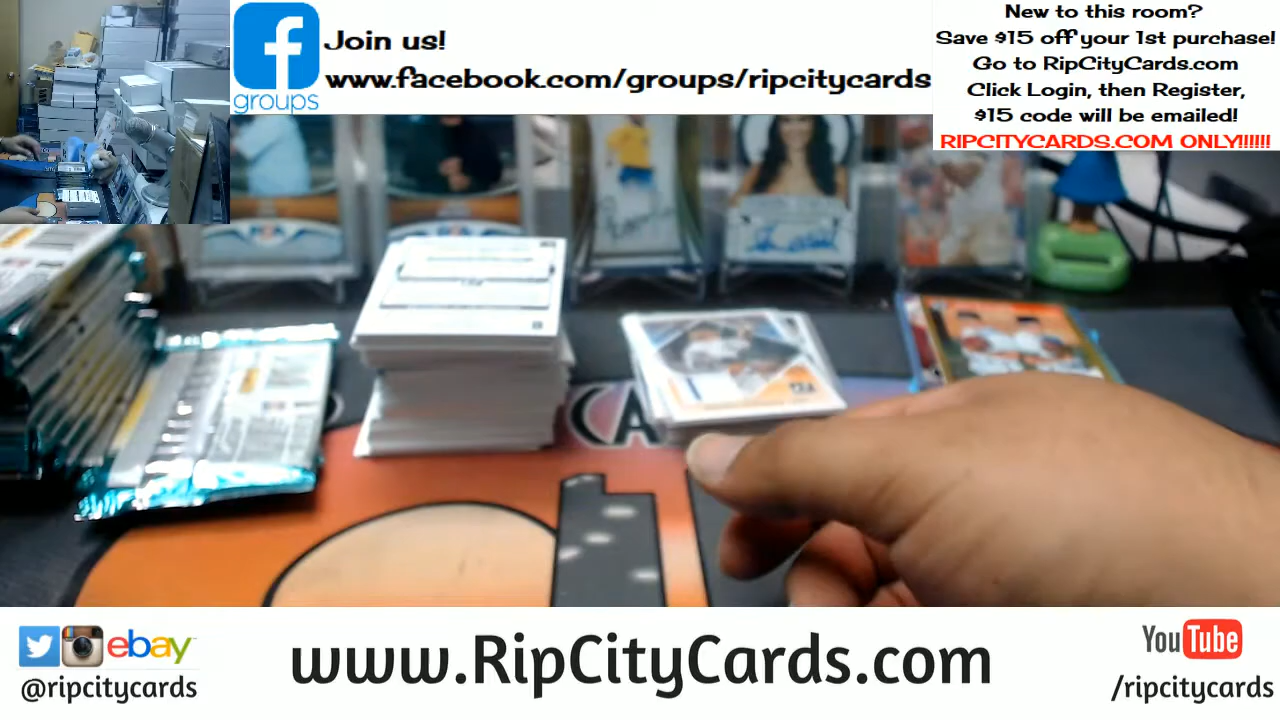 groups
Join us!
www.facebook.com/groups/ripcitycards
New to this room?
Save $15 off your 1st purchase!
Go to RipCityCards.com
Click Login, then Register,
$15 code will be emailed!
RIPCITYCARDS.COM ONLY!!!!!!
CA
ebay
@ripcitycards
www.RipCityCards.com
YouTube
/ripcitycards